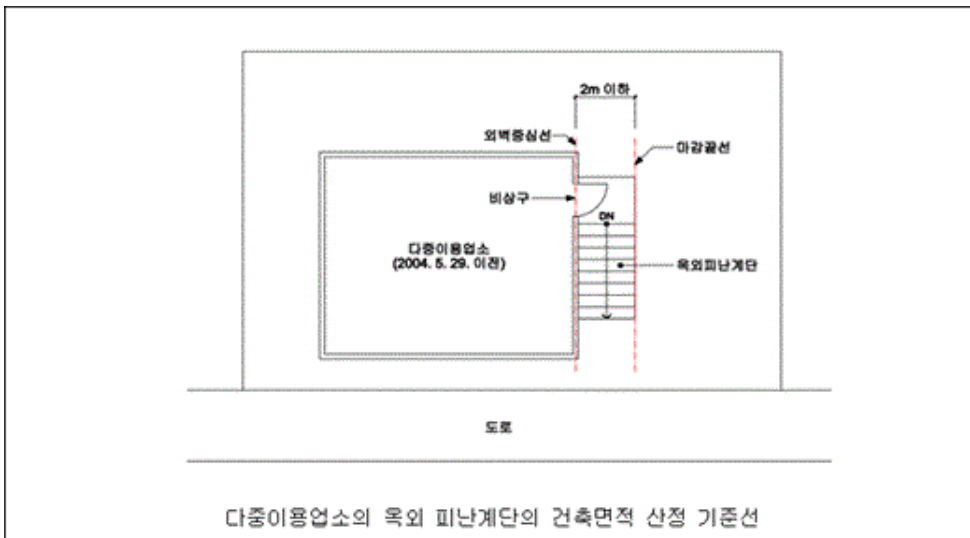 2m 이하
외벽중심선
마감끝선
비상구
DN
다중이용업소
(2004. 5. 29. 이전)
옥외피난계단
도로
다중이용업소의 옥외 피난계단의 건축면적 산정 기준선